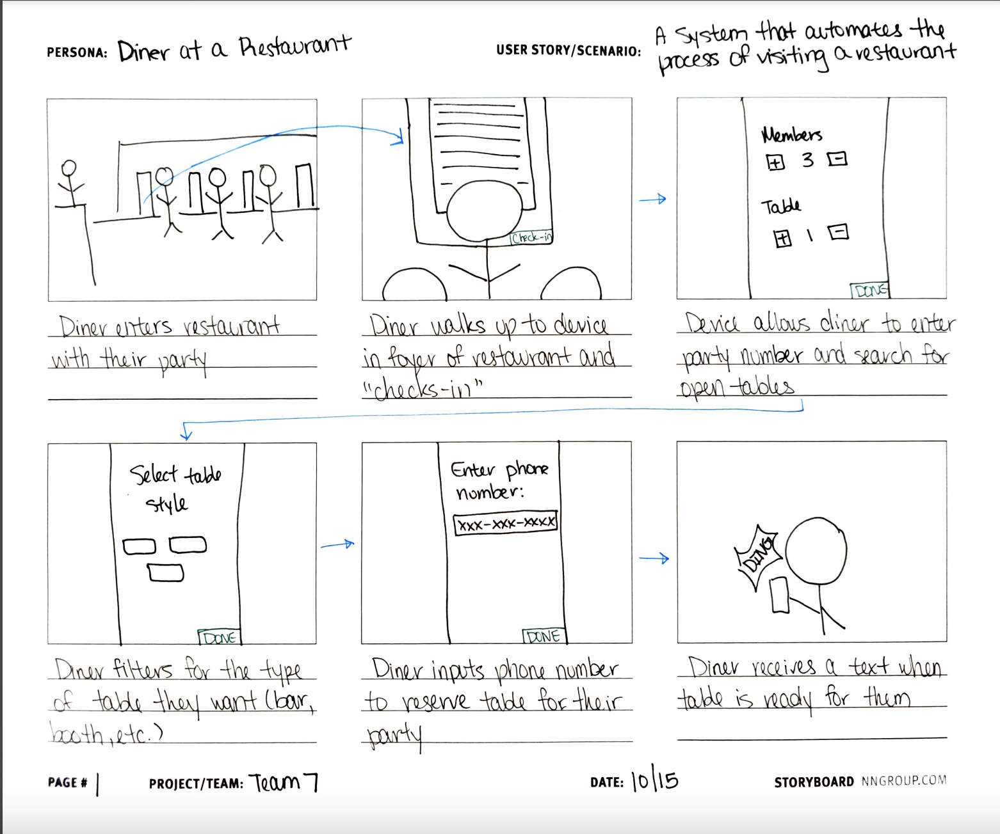 PERSONA: Diner at a Restaurant
USER STORY/SCENARIO: A System that automates the
process of visiting a restaurant
Check-in
Members
+ 3 −
Table
+ 1 −
DONE
Diner enters restaurant
with their party
Diner walks up to device
in foyer of restaurant and
"checks-in"
Device allows diner to enter
party number and search for
open tables
Select table
style
DONE
Enter phone
number:
xxx-xxx-xxxx
DONE
DING
Diner filters for the type
of table they want (bar,
booth, etc.)
Diner inputs phone number
to reserve table for their
party
Diner receives a text when
table is ready for them
PAGE # 1
PROJECT/TEAM: Team 7
DATE: 10/15
STORYBOARD NNGROUP.COM